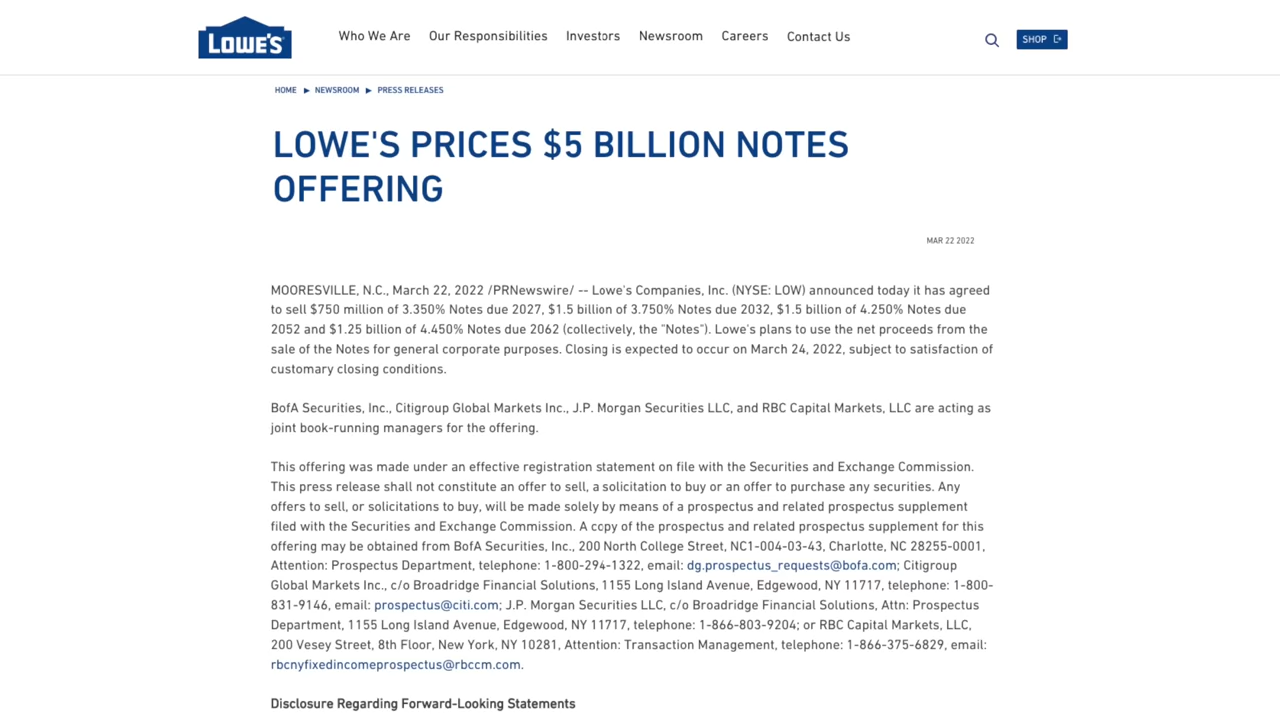 LOWE'S
Who We Are
Our Responsibilities
Investors
Newsroom
Careers
Contact Us
SHOP
HOME ▶ NEWSROOM ▶ PRESS RELEASES
LOWE'S PRICES $5 BILLION NOTES
OFFERING
MAR 22 2022
MOORESVILLE, N.C., March 22, 2022 /PRNewswire/ -- Lowe's Companies, Inc. (NYSE: LOW) announced today it has agreed
to sell $750 million of 3.350% Notes due 2027, $1.5 billion of 3.750% Notes due 2032, $1.5 billion of 4.250% Notes due
2052 and $1.25 billion of 4.450% Notes due 2062 (collectively, the "Notes"). Lowe's plans to use the net proceeds from the
sale of the Notes for general corporate purposes. Closing is expected to occur on March 24, 2022, subject to satisfaction of
customary closing conditions.
BofA Securities, Inc., Citigroup Global Markets Inc., J.P. Morgan Securities LLC, and RBC Capital Markets, LLC are acting as
joint book-running managers for the offering.
This offering was made under an effective registration statement on file with the Securities and Exchange Commission.
This press release shall not constitute an offer to sell, a solicitation to buy or an offer to purchase any securities. Any
offers to sell, or solicitations to buy, will be made solely by means of a prospectus and related prospectus supplement
filed with the Securities and Exchange Commission. A copy of the prospectus and related prospectus supplement for this
offering may be obtained from BofA Securities, Inc., 200 North College Street, NC1-004-03-43, Charlotte, NC 28255-0001,
Attention: Prospectus Department, telephone: 1-800-294-1322, email: dg.prospectus_requests@bofa.com; Citigroup
Global Markets Inc., c/o Broadridge Financial Solutions, 1155 Long Island Avenue, Edgewood, NY 11717, telephone: 1-800-
831-9146, email: prospectus@citi.com; J.P. Morgan Securities LLC, c/o Broadridge Financial Solutions, Attn: Prospectus
Department, 1155 Long Island Avenue, Edgewood, NY 11717, telephone: 1-866-803-9204; or RBC Capital Markets, LLC,
200 Vesey Street, 8th Floor, New York, NY 10281, Attention: Transaction Management, telephone: 1-866-375-6829, email:
rbcnyfixedincomeprospectus@rbccm.com.
Disclosure Regarding Forward-Looking Statements